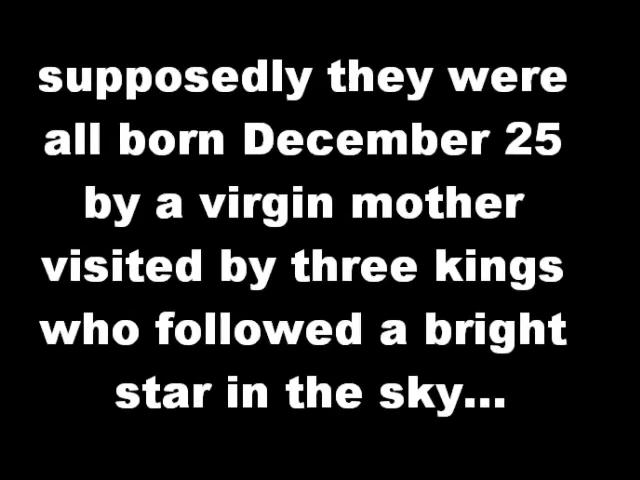 supposedly they were
all born December 25
by a virgin mother
visited by three kings
who followed a bright
star in the sky...